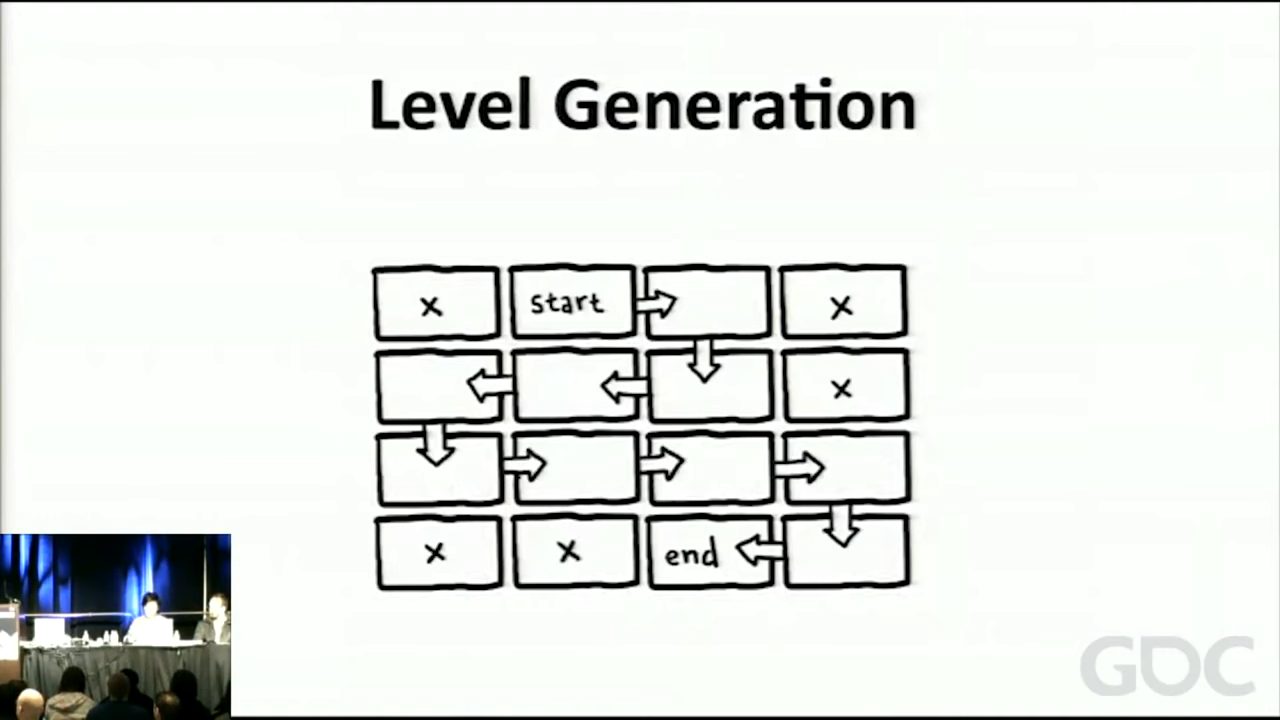 Level Generation
x start x
x
x x end
GDC